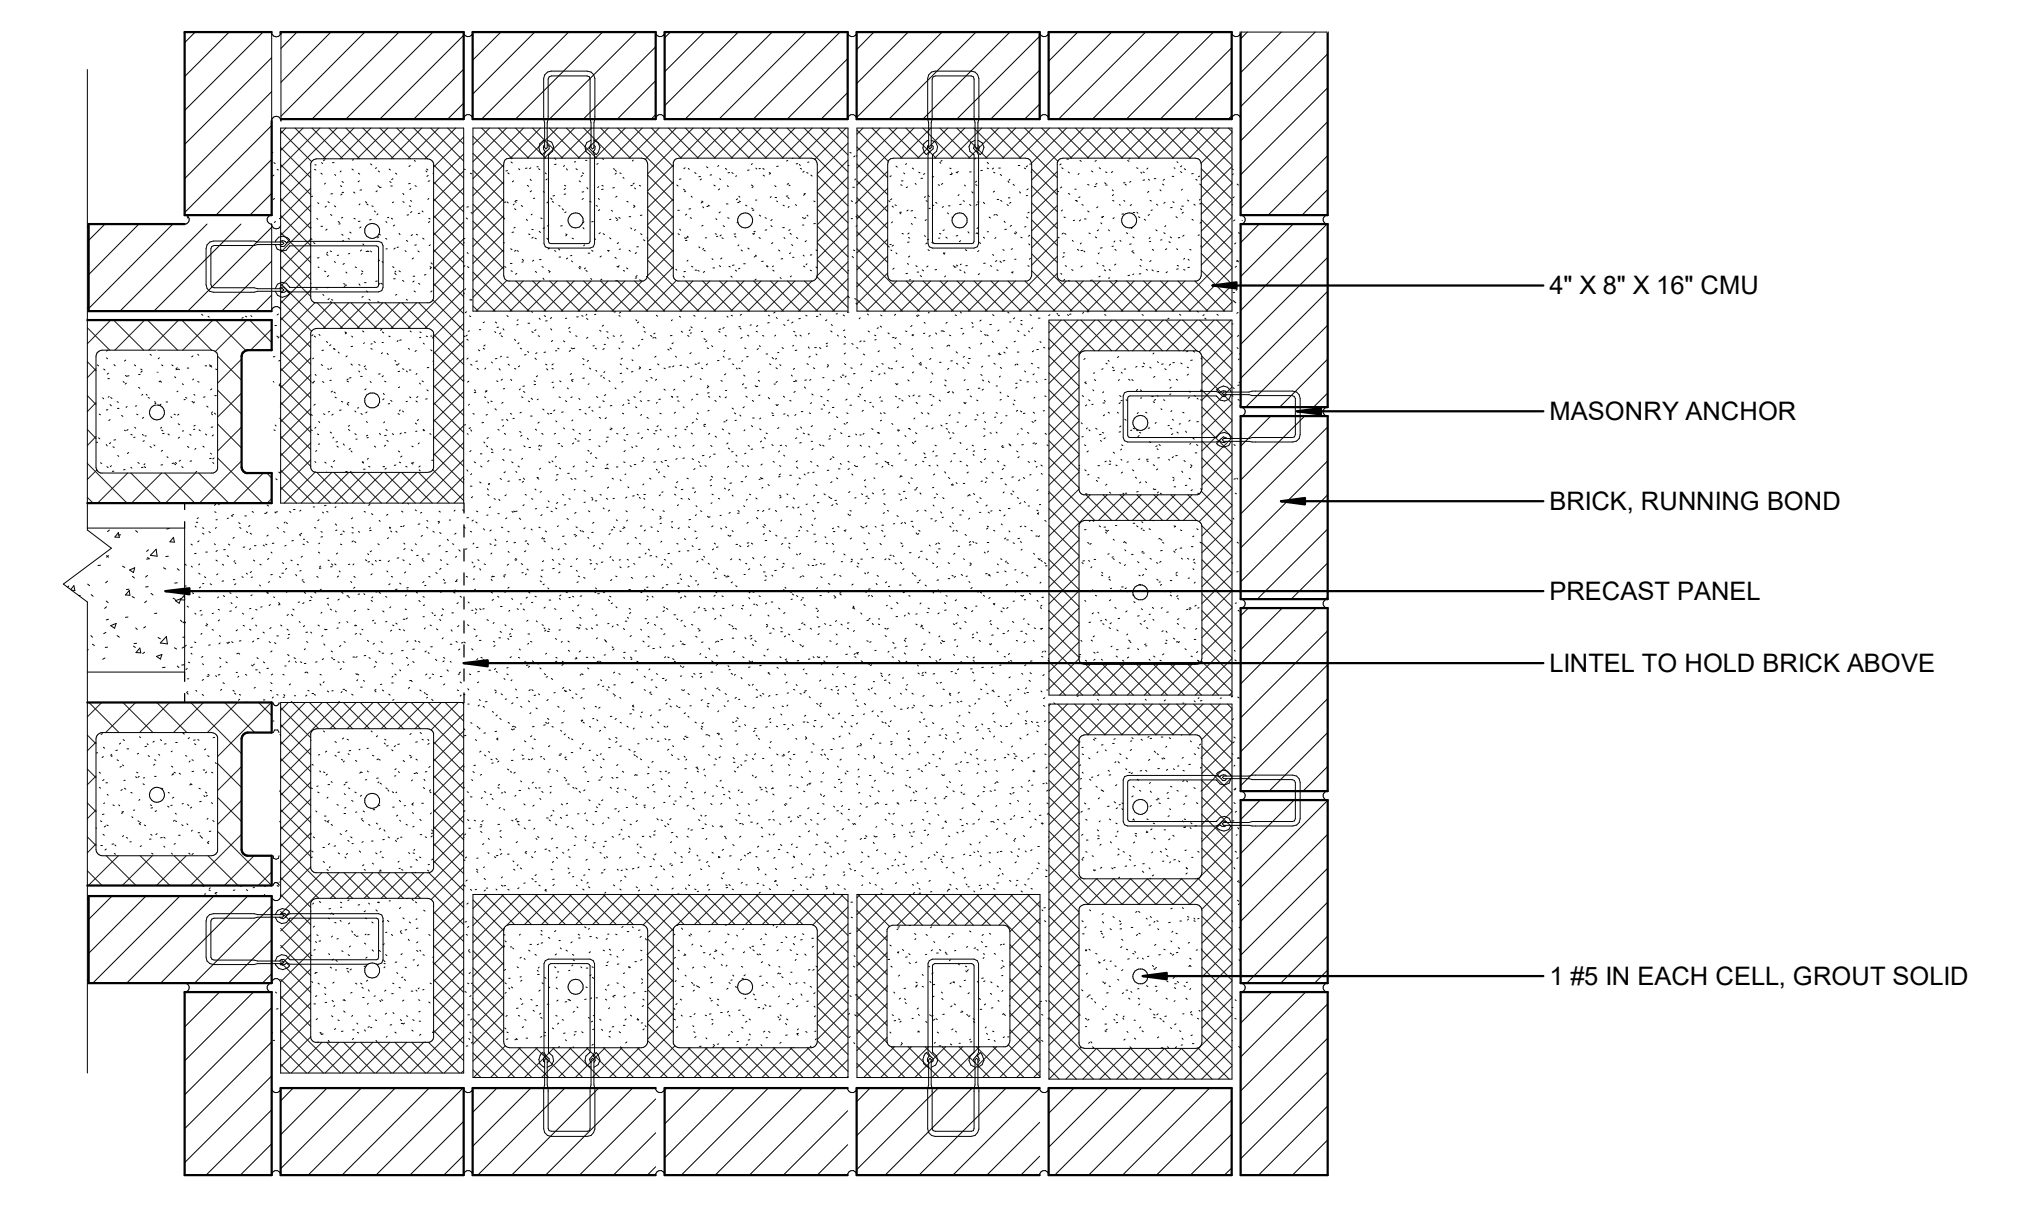 4" X 8" X 16" CMU
MASONRY ANCHOR
BRICK, RUNNING BOND
PRECAST PANEL
LINTEL TO HOLD BRICK ABOVE
1 #5 IN EACH CELL, GROUT SOLID